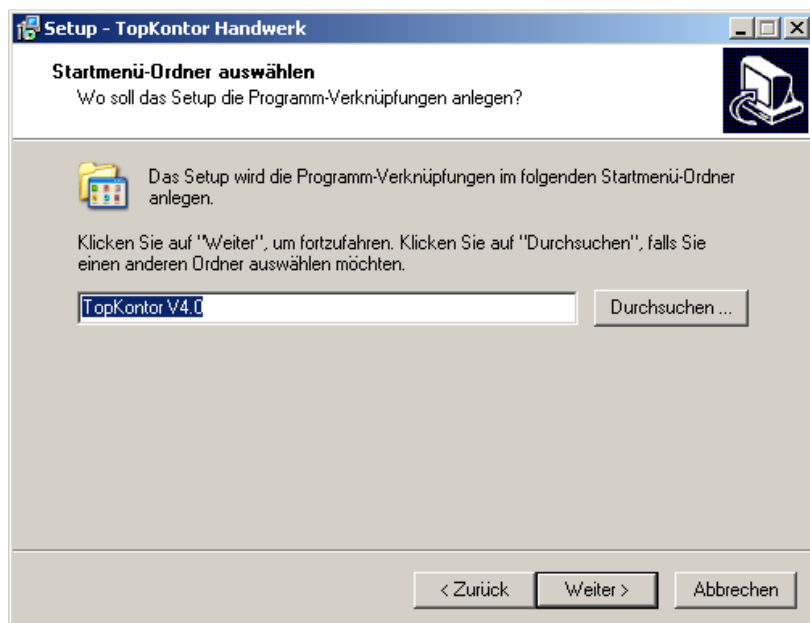 Setup - TopKontor Handwerk
Startmenü-Ordner auswählen
Wo soll das Setup die Programm-Verknüpfungen anlegen?
Das Setup wird die Programm-Verknüpfungen im folgenden Startmenü-Ordner
anlegen.
Klicken Sie auf "Weiter", um fortzufahren. Klicken Sie auf "Durchsuchen", falls Sie
einen anderen Ordner auswählen möchten.
TopKontor V4.0
Durchsuchen ...
< Zurück
Weiter >
Abbrechen